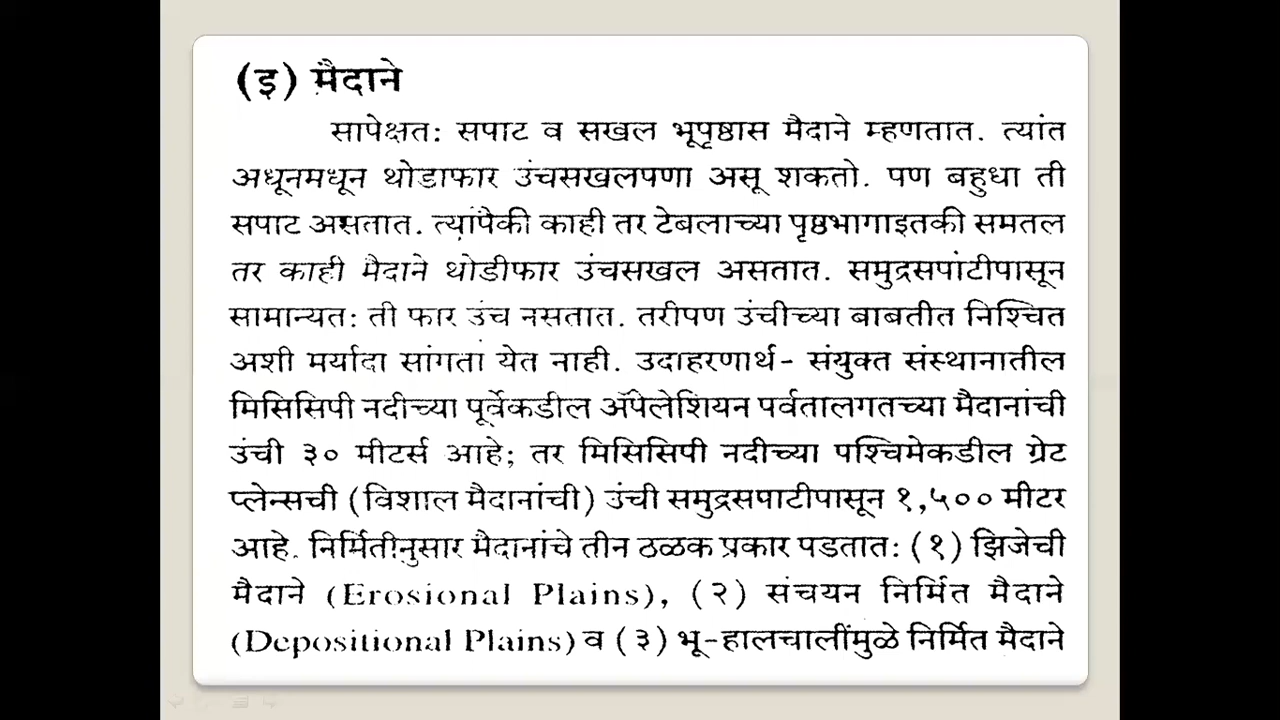 (इ) मैदाने
सापेक्षत: सपाट व सखल भूपृष्ठास मैदाने म्हणतात. त्यांत
अधूनमधून थोडाफार उंचसखलपणा असू शकतो. पण बहुधा ती
सपाट असतात. त्यांपैकी काही तर टेबलाच्या पृष्ठभागाइतकी समतल
तर काही मैदाने थोडीफार उंचसखल असतात. समुद्रसपाटीपासून
सामान्यत: ती फार उंच नसतात. तरीपण उंचीच्या बाबतीत निश्चित
अशी मर्यादा सांगता येत नाही. उदाहरणार्थ- संयुक्त संस्थानातील
मिसिसिपी नदीच्या पूर्वेकडील ॲपेलेशियन पर्वतालगतच्या मैदानांची
उंची ३० मीटर्स आहे; तर मिसिसिपी नदीच्या पश्चिमेकडील ग्रेट
प्लेन्सची (विशाल मैदानांची) उंची समुद्रसपाटीपासून १,५०० मीटर
आहे. निर्मितीनुसार मैदानांचे तीन ठळक प्रकार पडतात: (१) झिजेची
मैदाने (Erosional Plains), (२) संचयन निर्मित मैदाने
(Depositional Plains) व (३) भू-हालचालींमुळे निर्मित मैदाने